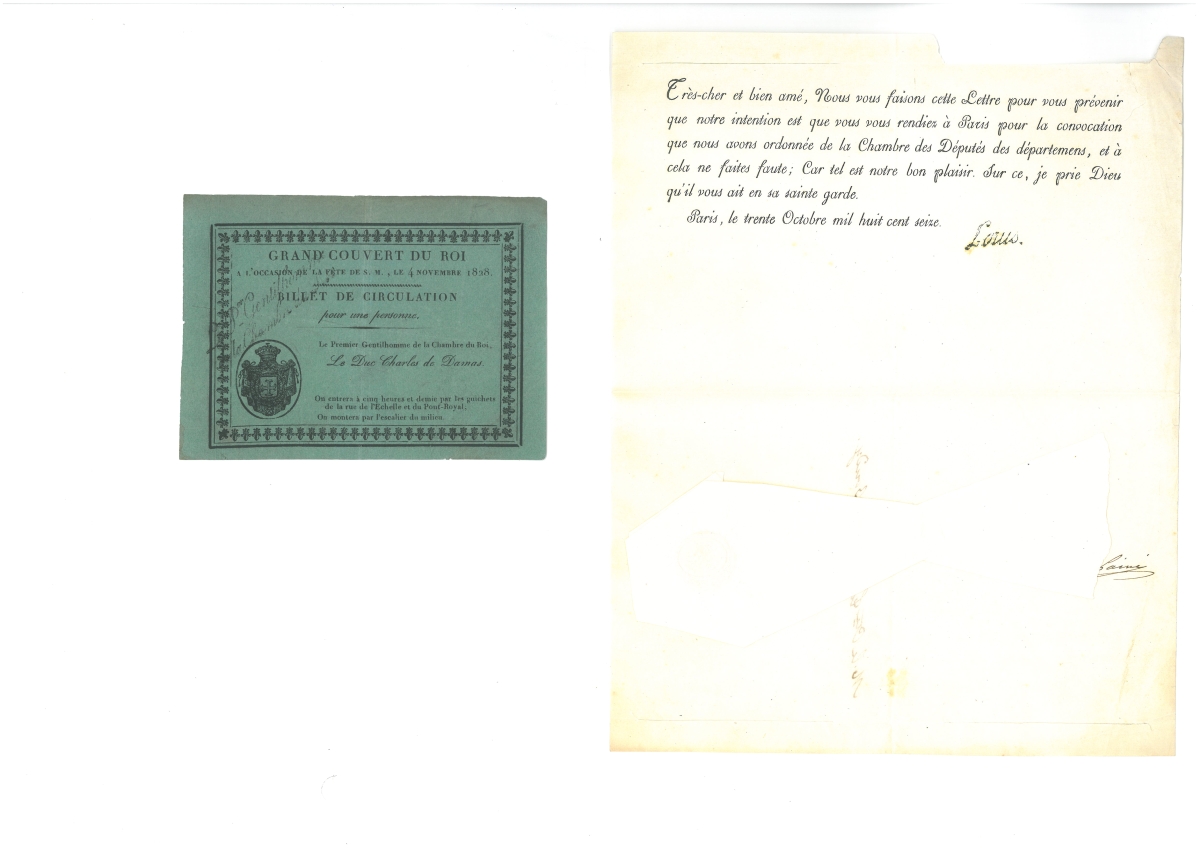 GRAND COUVERT DU ROI
A L'OCCASION DE LA FÊTE DE S. M., LE 4 NOVEMBRE 1828.
BILLET DE CIRCULATION
pour une personne.
Le Premier Gentilhomme de la Chambre du Roi,
Le Duc Charles de Damas.
On entrera à cinq heures et demie par les guichets
de la rue de l'Echelle et du Pont-Royal;
On montera par l'escalier du milieu.
Très-cher et bien amé, Nous vous faisons cette Lettre pour vous prévenir
que notre intention est que vous vous rendiez à Paris pour la convocation
que nous avons ordonnée de la Chambre des Députés des départemens, et à
cela ne faites faute; Car tel est notre bon plaisir. Sur ce, je prie Dieu
qu'il vous ait en sa sainte garde.
Paris, le trente Octobre mil huit cent seize.
Louis.
Lainé